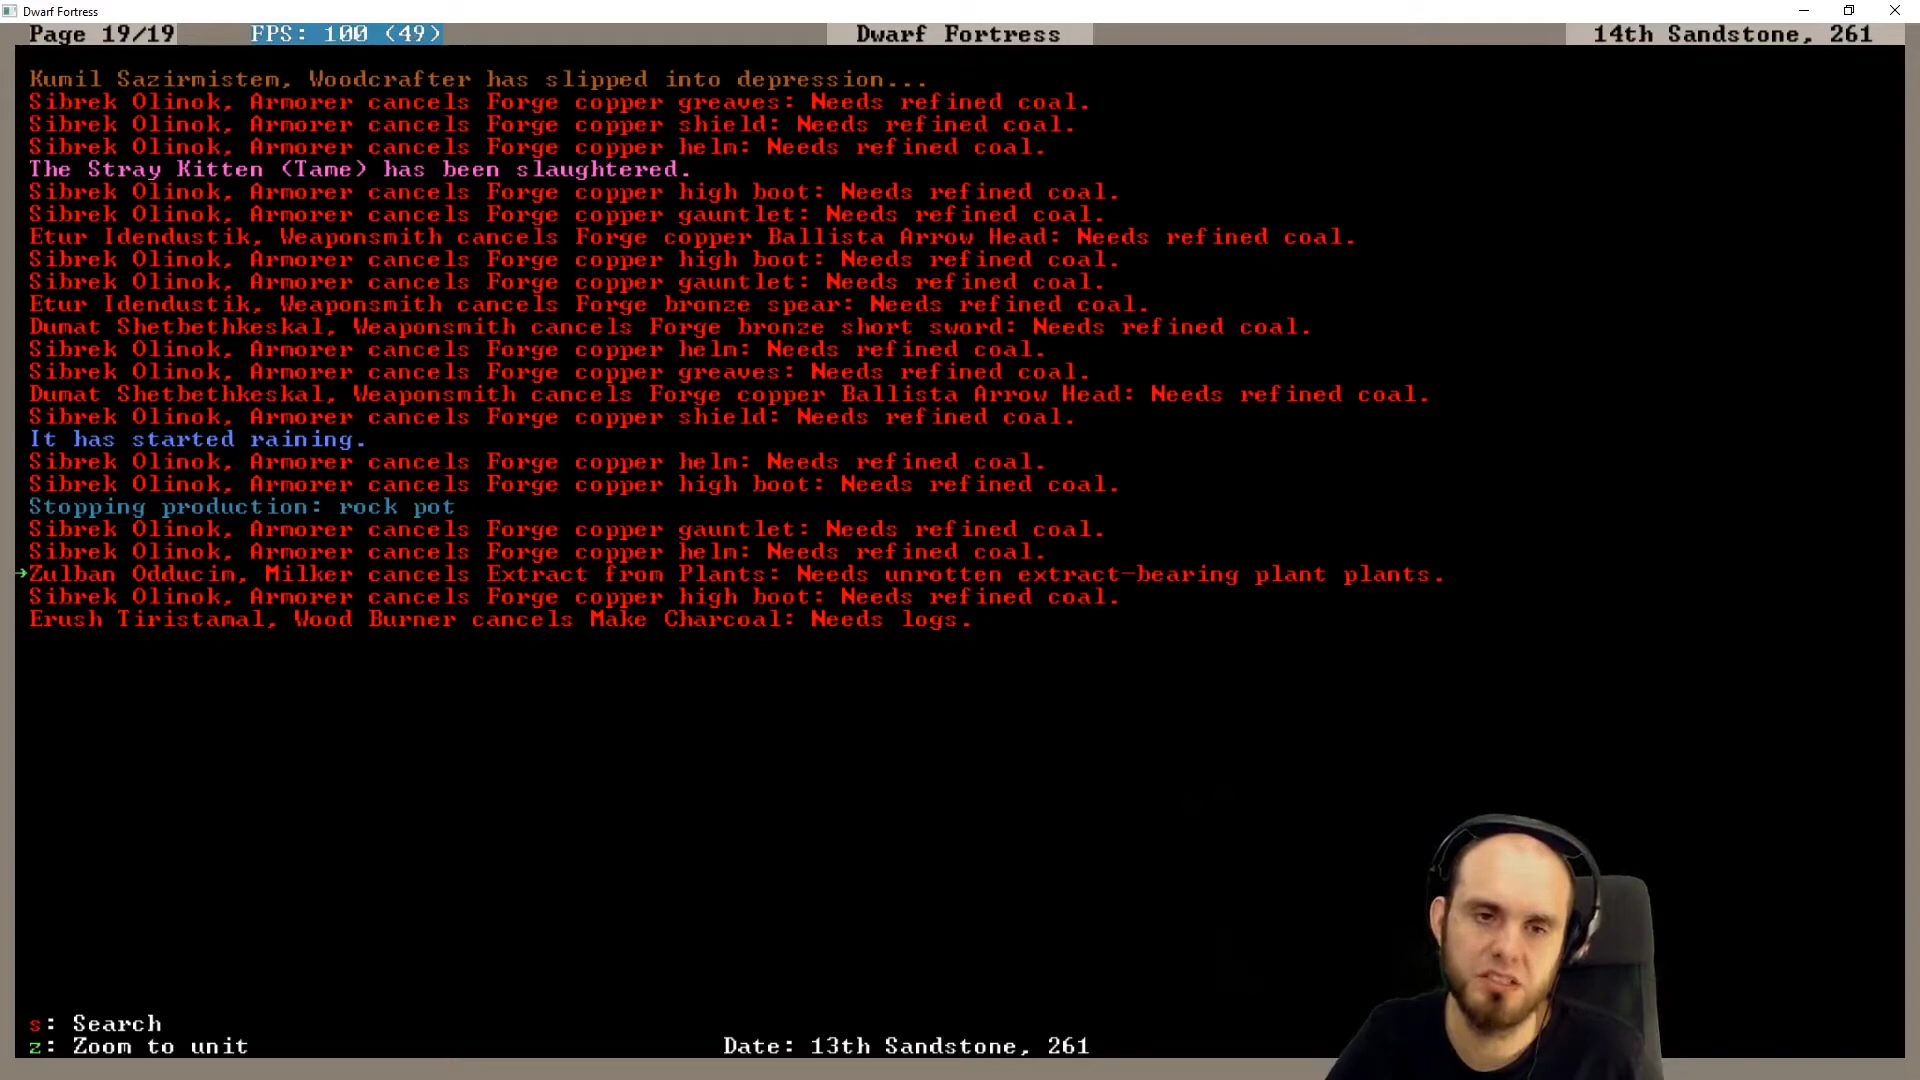 Dwarf Fortress
Page 19/19 FPS: 100 (49) Dwarf Fortress 14th Sandstone, 261
Kumil Sazirmistem, Woodcrafter has slipped into depression...
Sibrek Olinok, Armorer cancels Forge copper greaves: Needs refined coal.
Sibrek Olinok, Armorer cancels Forge copper shield: Needs refined coal.
Sibrek Olinok, Armorer cancels Forge copper helm: Needs refined coal.
The Stray Kitten (Tame) has been slaughtered.
Sibrek Olinok, Armorer cancels Forge copper high boot: Needs refined coal.
Sibrek Olinok, Armorer cancels Forge copper gauntlet: Needs refined coal.
Etur Idendustik, Weaponsmith cancels Forge copper Ballista Arrow Head: Needs refined coal.
Sibrek Olinok, Armorer cancels Forge copper high boot: Needs refined coal.
Sibrek Olinok, Armorer cancels Forge copper gauntlet: Needs refined coal.
Etur Idendustik, Weaponsmith cancels Forge bronze spear: Needs refined coal.
Dumat Shetbethkeskal, Weaponsmith cancels Forge bronze short sword: Needs refined coal.
Sibrek Olinok, Armorer cancels Forge copper helm: Needs refined coal.
Sibrek Olinok, Armorer cancels Forge copper greaves: Needs refined coal.
Dumat Shetbethkeskal, Weaponsmith cancels Forge copper Ballista Arrow Head: Needs refined coal.
Sibrek Olinok, Armorer cancels Forge copper shield: Needs refined coal.
It has started raining.
Sibrek Olinok, Armorer cancels Forge copper helm: Needs refined coal.
Sibrek Olinok, Armorer cancels Forge copper high boot: Needs refined coal.
Stopping production: rock pot
Sibrek Olinok, Armorer cancels Forge copper gauntlet: Needs refined coal.
Sibrek Olinok, Armorer cancels Forge copper helm: Needs refined coal.
→Zulban Odducim, Milker cancels Extract from Plants: Needs unrotten extract-bearing plant plants.
Sibrek Olinok, Armorer cancels Forge copper high boot: Needs refined coal.
Erush Tiristamal, Wood Burner cancels Make Charcoal: Needs logs.
s: Search
z: Zoom to unit Date: 13th Sandstone, 261